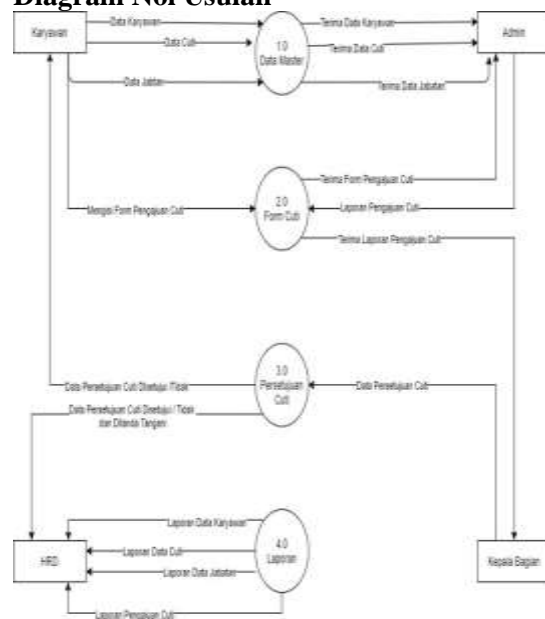 Diagram Nol Usulan
Karyawan
Data Karyawan
Terima Data Karyawan
Admin
Data Cuti
1.0
Data Master
Terima Data Cuti
Data Jabtan
Terima Data Jabatan
Terima Form Pengajuan Cuti
Mengisi Form Pengajuan Cuti
2.0
Form Cuti
Laporan Pengajuan Cuti
Terima Laporan Pengajuan Cuti
Data Persetujuan Cuti Disetujui /Tidak
3.0
Persetujuan
Cuti
Data Persetujuan Cuti
Data Persetujuan Cuti Disetujui / Tidak
dan Ditanda Tangani
Laporan Data Karyawan
HRD
Laporan Data Cuti
4.0
Laporan
Kepala Bagian
Laporan Data Jabatan
Laporan Pengajuan Cuti